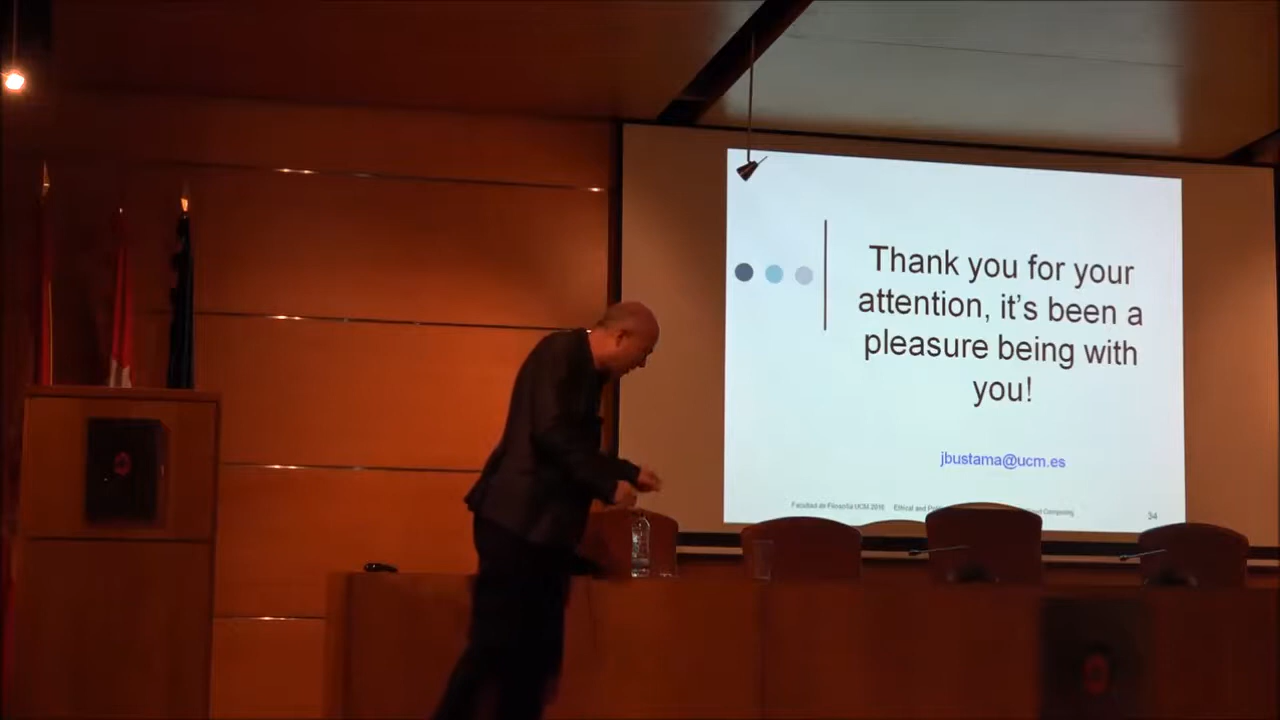 Thank you for your
attention, it's been a
pleasure being with
you!
jbustama@ucm.es
Facultad de Filosofía UCM 2016 Ethical and Computing 34